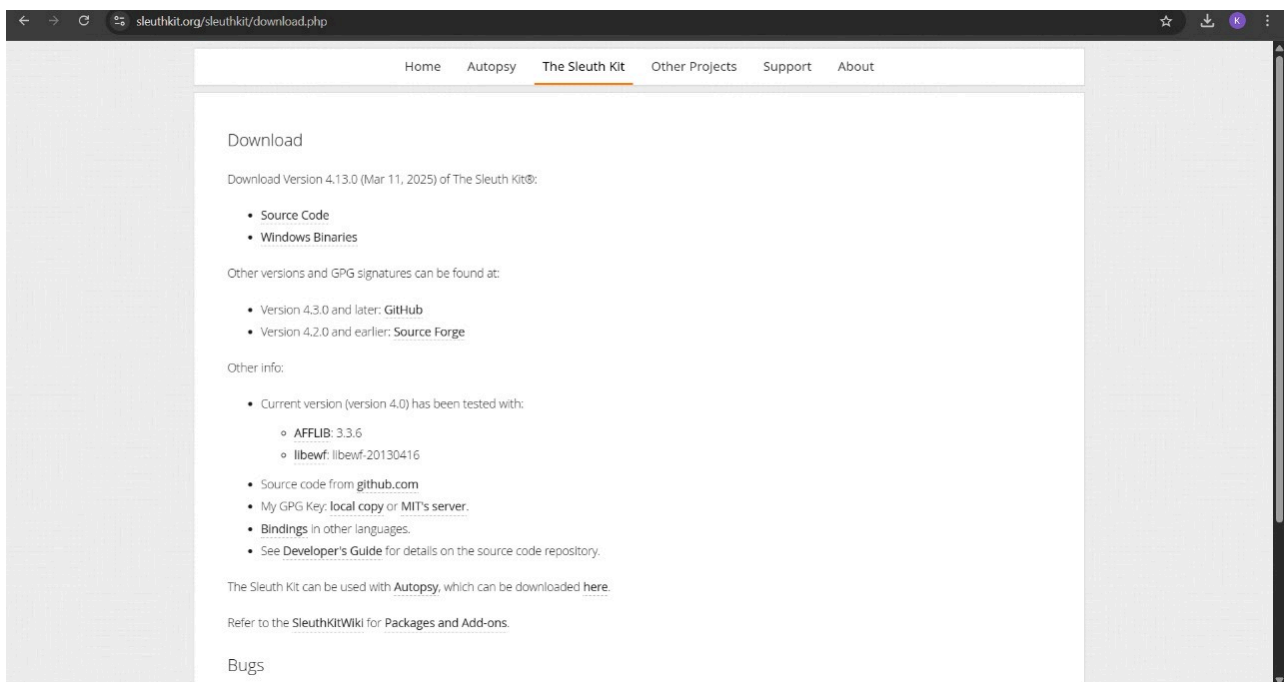 sleuthkit.org/sleuthkit/download.php
K
Home Autopsy The Sleuth Kit Other Projects Support About
Download
Download Version 4.13.0 (Mar 11, 2025) of The Sleuth Kit®:
• Source Code
• Windows Binaries
Other versions and GPG signatures can be found at:
• Version 4.3.0 and later: GitHub
• Version 4.2.0 and earlier: Source Forge
Other info:
• Current version (version 4.0) has been tested with:
◦ AFFLIB: 3.3.6
◦ libewf: libewf-20130416
• Source code from github.com
• My GPG Key: local copy or MIT's server.
• Bindings in other languages.
• See Developer's Guide for details on the source code repository.
The Sleuth Kit can be used with Autopsy, which can be downloaded here.
Refer to the SleuthKitWiki for Packages and Add-ons.
Bugs